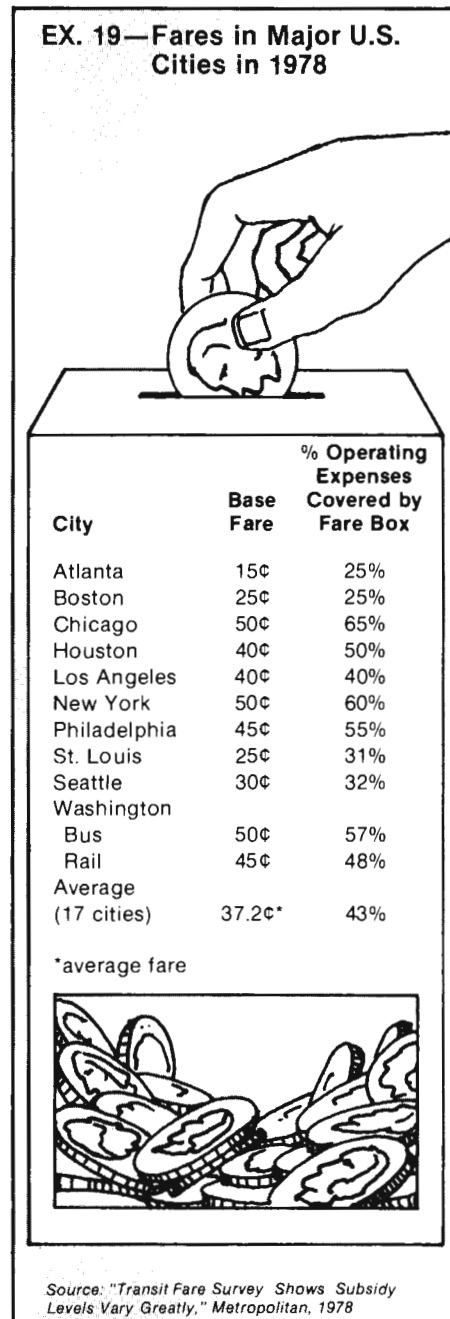 EX. 19—Fares in Major U.S.
Cities in 1978
City Base Fare % Operating Expenses Covered by Fare Box
Atlanta 15¢ 25%
Boston 25¢ 25%
Chicago 50¢ 65%
Houston 40¢ 50%
Los Angeles 40¢ 40%
New York 50¢ 60%
Philadelphia 45¢ 55%
St. Louis 25¢ 31%
Seattle 30¢ 32%
Washington
Bus 50¢ 57%
Rail 45¢ 48%
Average
(17 cities) 37.2¢* 43%
*average fare
Source: "Transit Fare Survey Shows Subsidy
Levels Vary Greatly," Metropolitan, 1978